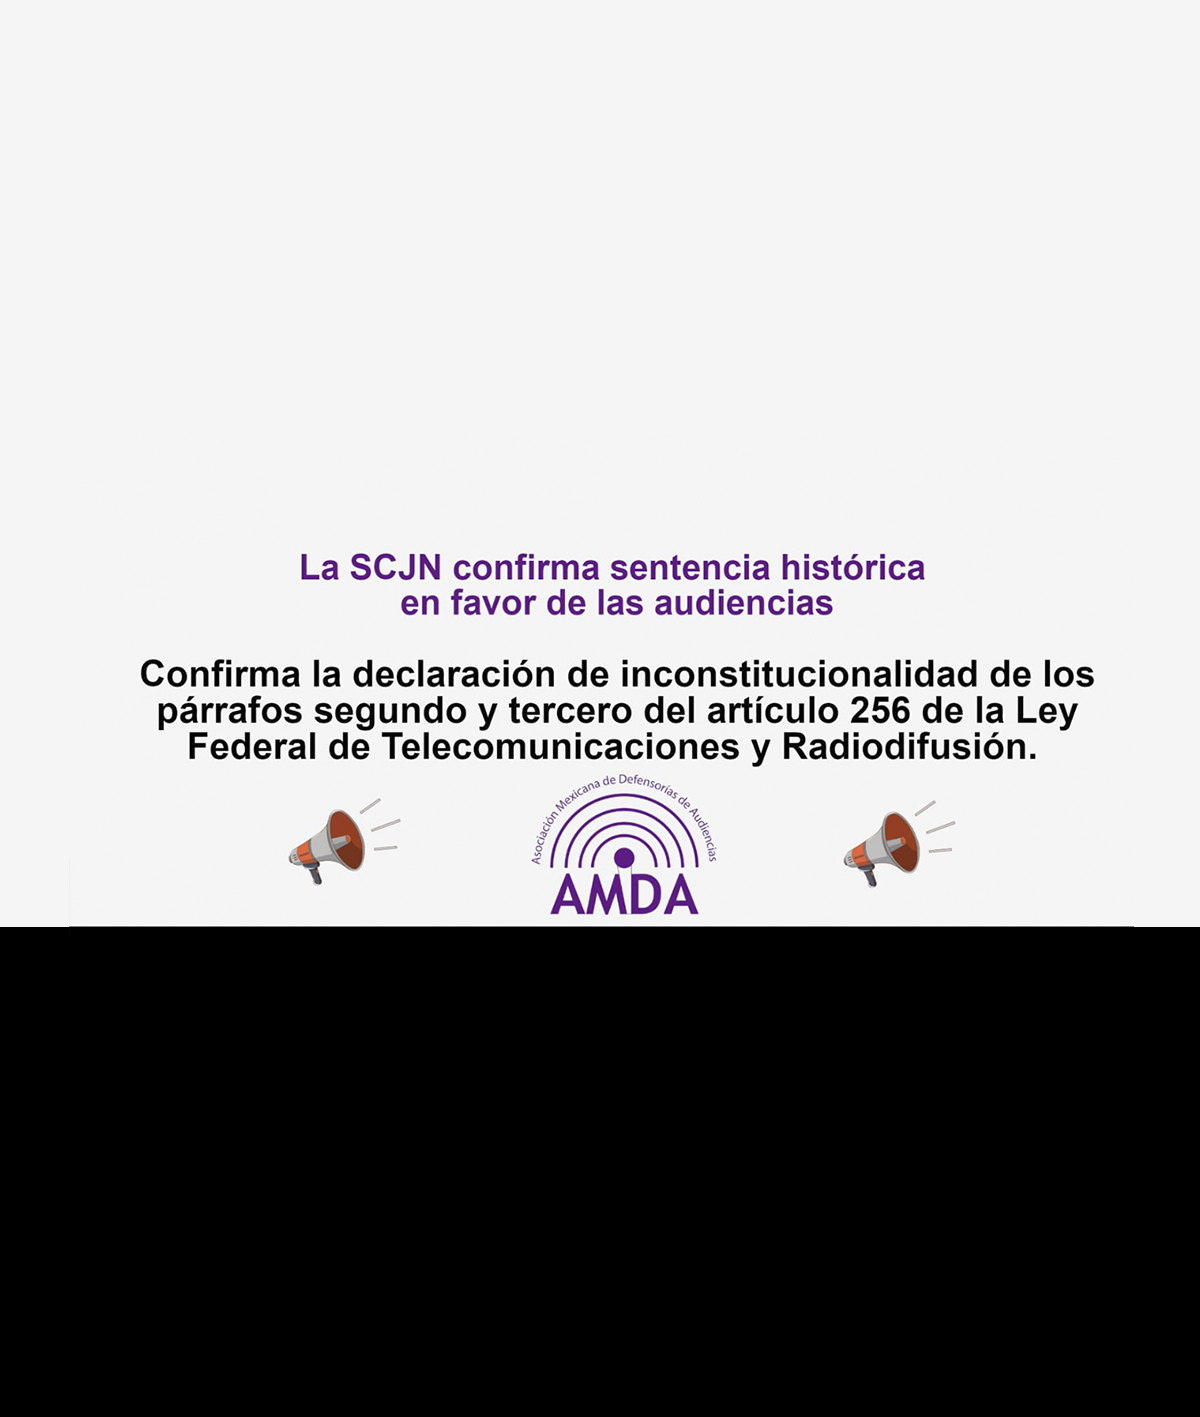 La SCJN confirma sentencia histórica
en favor de las audiencias
Confirma la declaración de inconstitucionalidad de los
párrafos segundo y tercero del artículo 256 de la Ley
Federal de Telecomunicaciones y Radiodifusión.
Asociación Mexicana de Defensorías de Audiencias
AMDA